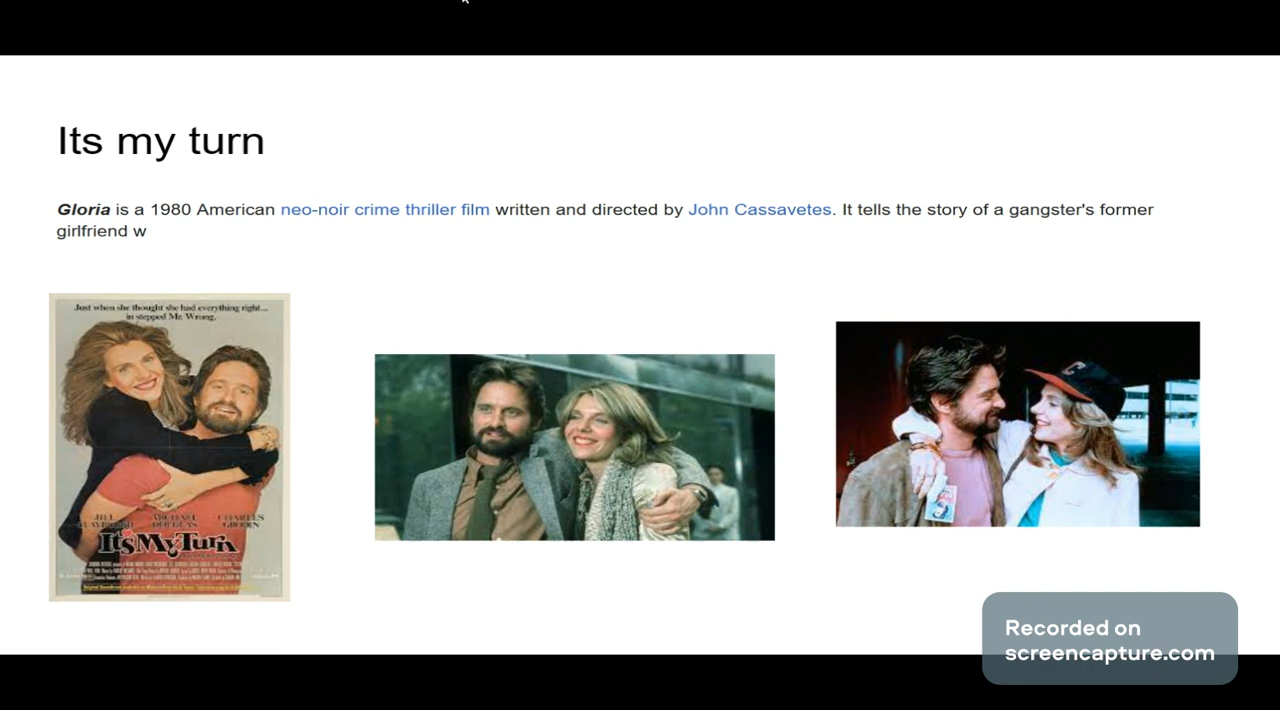 Its my turn
Gloria is a 1980 American neo-noir crime thriller film written and directed by John Cassavetes. It tells the story of a gangster's former
girlfriend w
Just when she thought she had everything right...
in stepped Mr. Wrong.
JILL MICHAEL CHARLES
CLAYBURGH DOUGLAS GRODIN
It's My Turn
C
Recorded on
screencapture.com